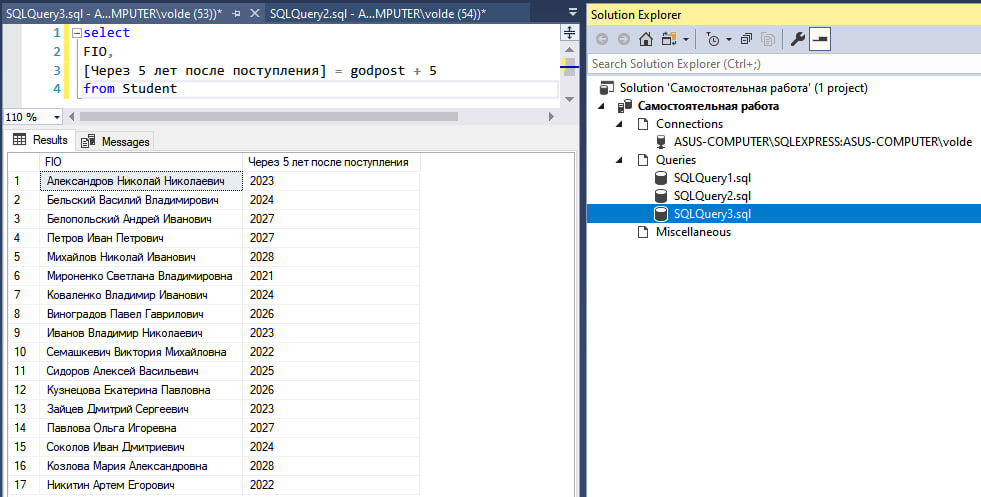 SQLQuery3.sql - A...MPUTER\volde (53))*
SQLQuery2.sql - A...MPUTER\volde (54))*
1 select
2 FIO,
3 [Через 5 лет после поступления] = godpost + 5
4 from Student
110 %
Results Messages
FIO Через 5 лет после поступления
1 Александров Николай Николаевич 2023
2 Бельский Василий Владимирович 2024
3 Белопольский Андрей Иванович 2027
4 Петров Иван Петрович 2027
5 Михайлов Николай Иванович 2028
6 Мироненко Светлана Владимировна 2021
7 Коваленко Владимир Иванович 2024
8 Виноградов Павел Гаврилович 2026
9 Иванов Владимир Николаевич 2023
10 Семашкевич Виктория Михайловна 2022
11 Сидоров Алексей Васильевич 2025
12 Кузнецова Екатерина Павловна 2026
13 Зайцев Дмитрий Сергеевич 2023
14 Павлова Ольга Игоревна 2027
15 Соколов Иван Дмитриевич 2024
16 Козлова Мария Александровна 2028
17 Никитин Артем Егорович 2022
Solution Explorer
Search Solution Explorer (Ctrl+;)
Solution 'Самостоятельная работа' (1 project)
Самостоятельная работа
Connections
ASUS-COMPUTER\SQLEXPRESS:ASUS-COMPUTER\volde
Queries
SQLQuery1.sql
SQLQuery2.sql
SQLQuery3.sql
Miscellaneous